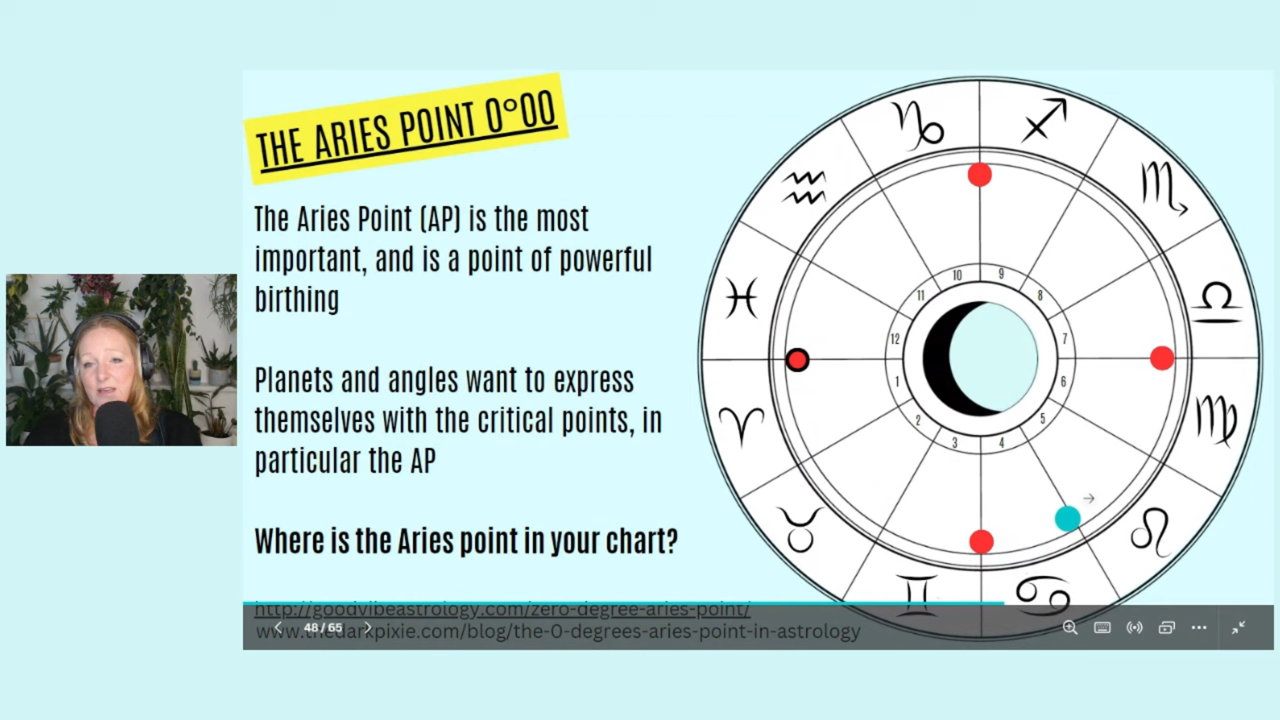 THE ARIES POINT 0°00
The Aries Point (AP) is the most
important, and is a point of powerful
birthing
Planets and angles want to express
themselves with the critical points, in
particular the AP
Where is the Aries point in your chart?
http://goodvibeastrology.com/zero-degree-aries-point/
www.thedarkpixie.com/blog/the-0-degrees-aries-point-in-astrology
48 / 65
♑ ♐
♒ ♏
♓ ♎
♈ ♍
♉ ♌
♊ ♋
10 9
11 8
12 7
1 6
2 5
3 4